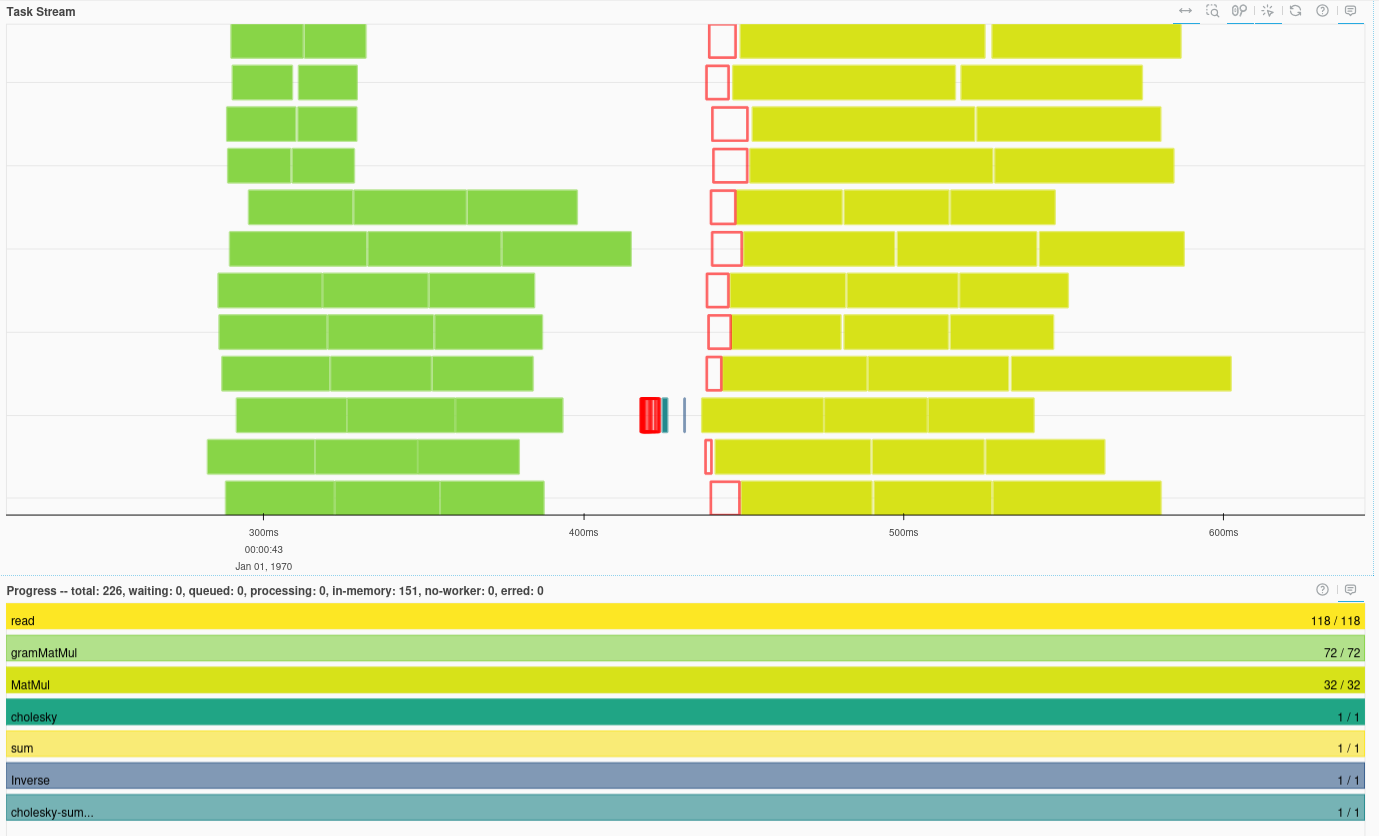 Task Stream
300ms
400ms
500ms
600ms
00:00:43
Jan 01, 1970
Progress -- total: 226, waiting: 0, queued: 0, processing: 0, in-memory: 151, no-worker: 0, erred: 0
read 118 / 118
gramMatMul 72 / 72
MatMul 32 / 32
cholesky 1 / 1
sum 1 / 1
Inverse 1 / 1
cholesky-sum... 1 / 1